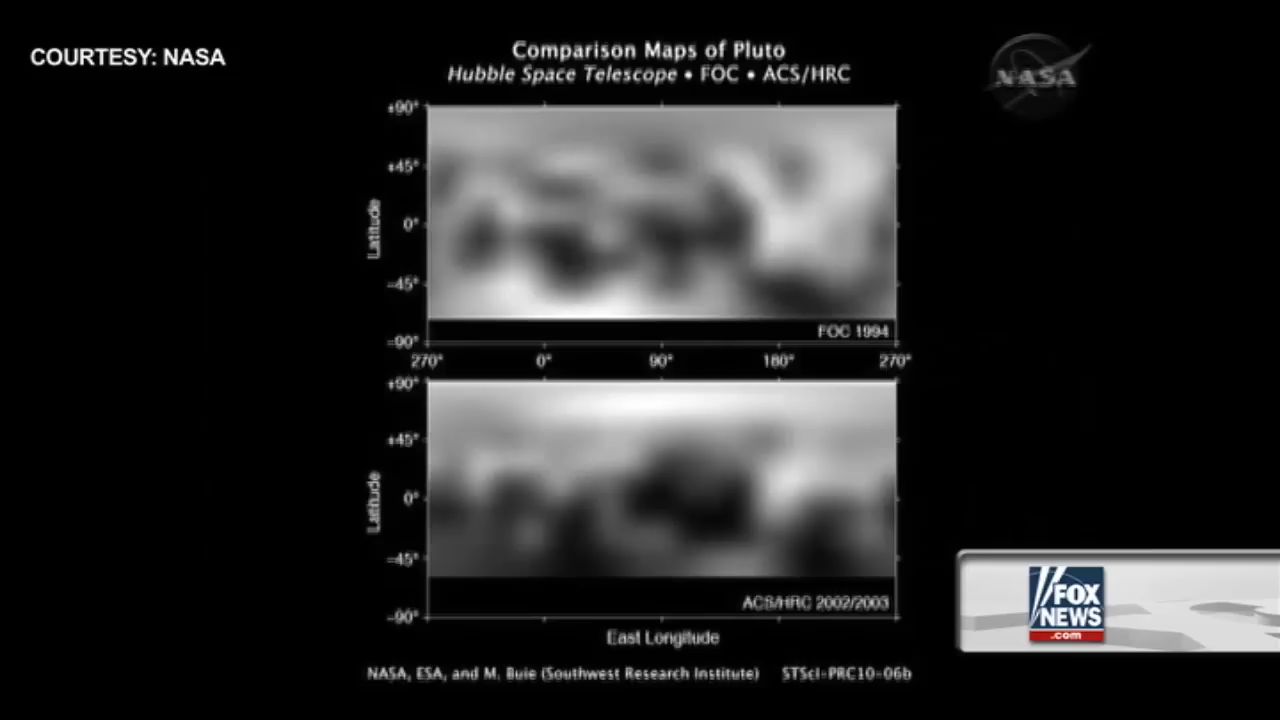 COURTESY: NASA
Comparison Maps of Pluto
Hubble Space Telescope • FOC • ACS/HRC
NASA
+90°
+45°
0°
-45°
-90°
Latitude
FOC 1994
270° 0° 90° 180° 270°
+90°
+45°
0°
-45°
-90°
Latitude
ACS/HRC 2002/2003
East Longitude
FOX
NEWS
.com
NASA, ESA, and M. Buie (Southwest Research Institute) STScI-PRC10-06b